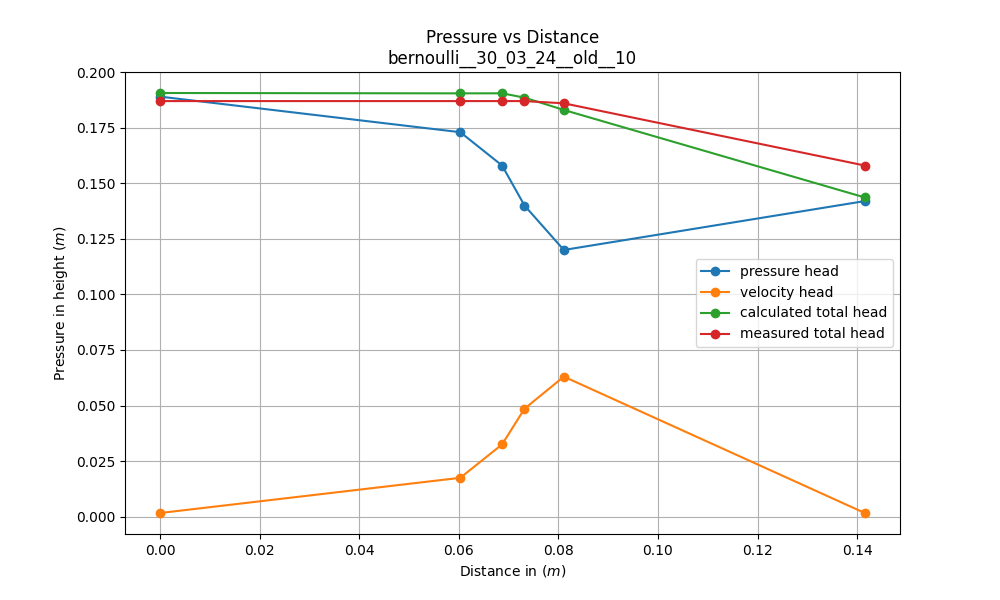 Pressure vs Distance
bernoulli__30_03_24__old__10
0.200
0.175
0.150
0.125
0.100
0.075
0.050
0.025
0.000
Pressure in height (m)
pressure head
velocity head
calculated total head
measured total head
0.00 0.02 0.04 0.06 0.08 0.10 0.12 0.14
Distance in (m)